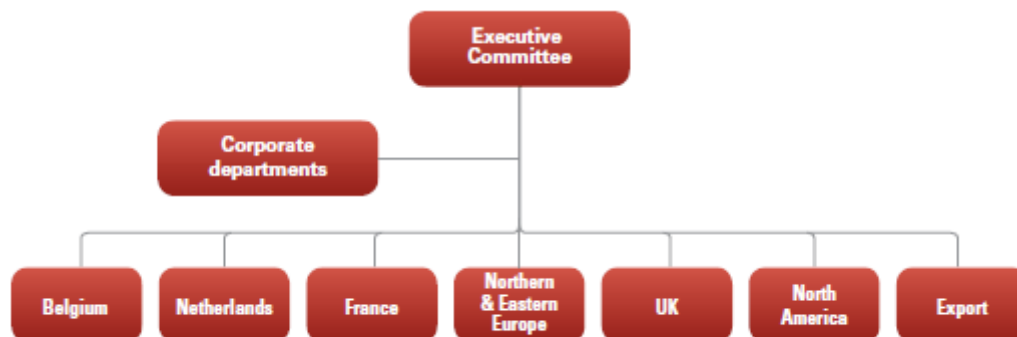 Executive
Committee
Corporate
departments
Belgium
Netherlands
France
Northern
& Eastern
Europe
UK
North
America
Export